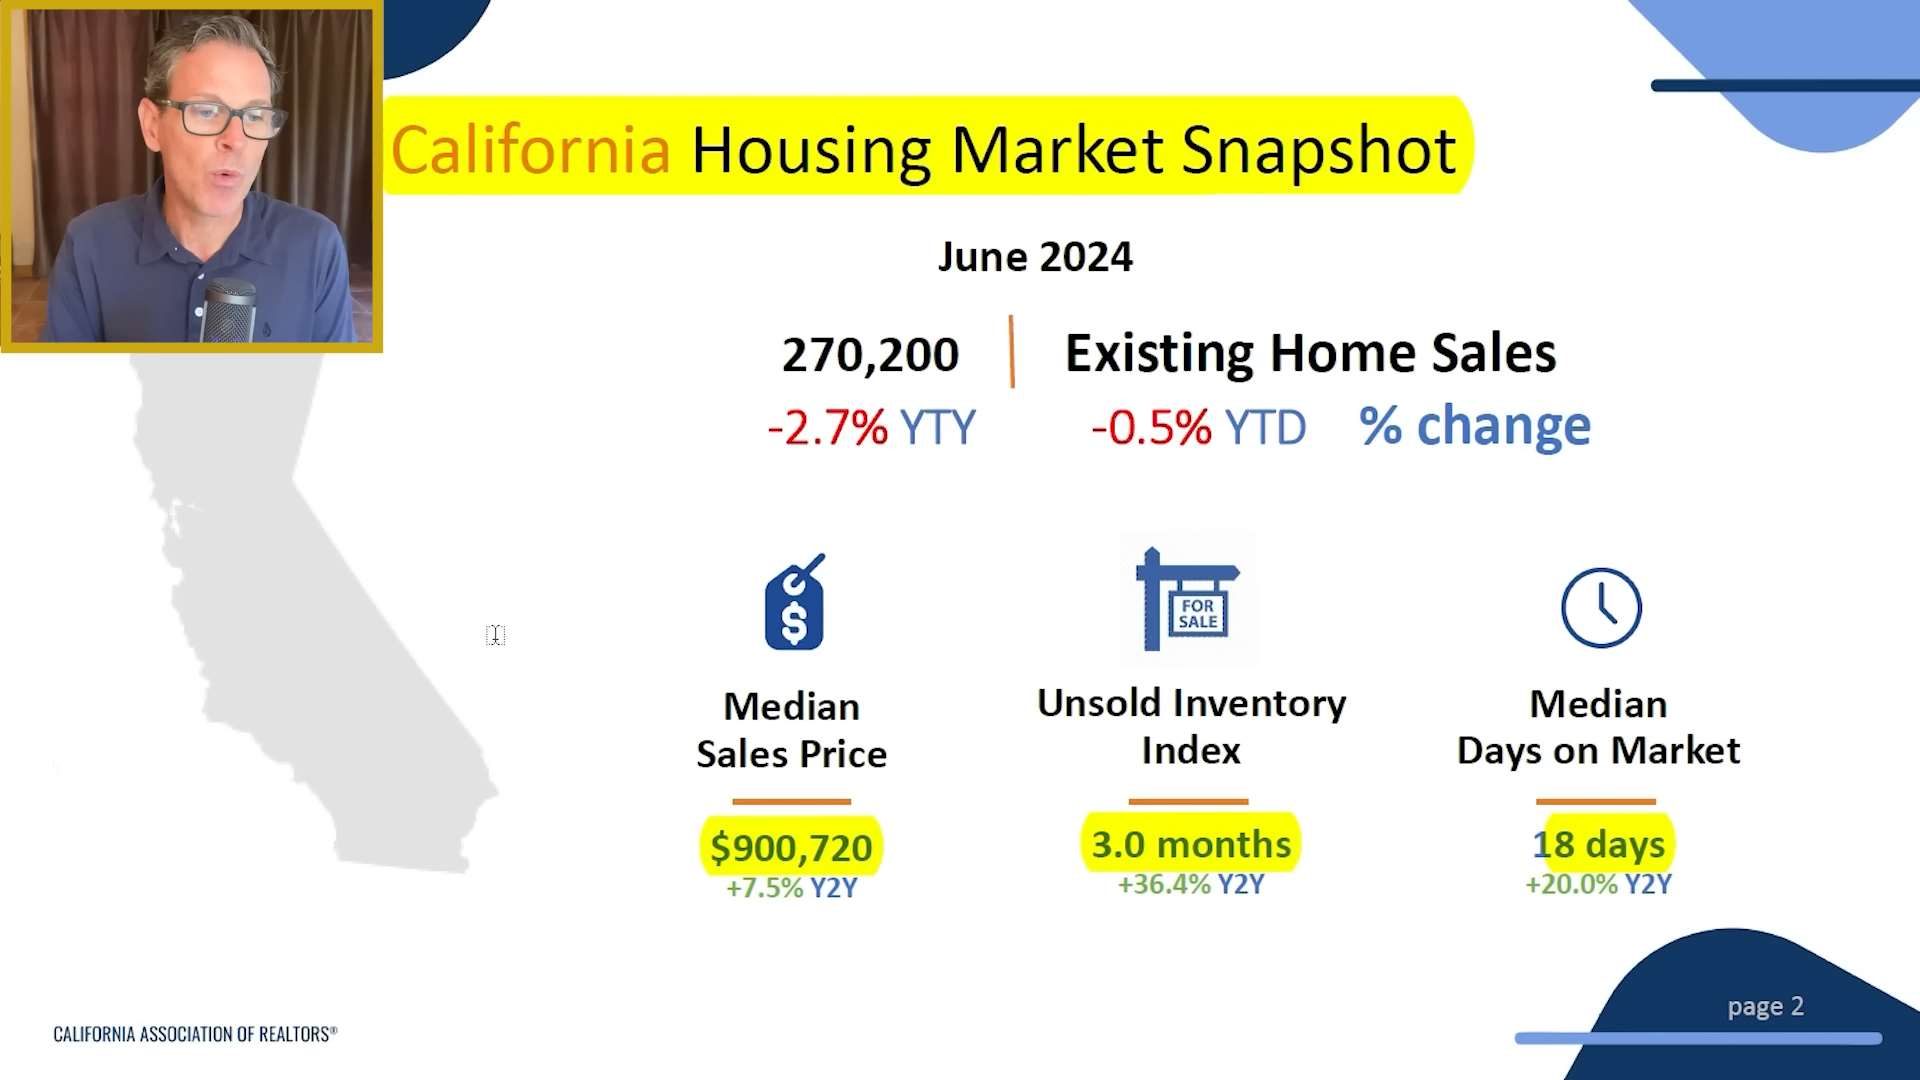 California Housing Market Snapshot
June 2024
270,200 Existing Home Sales
-2.7% YTY -0.5% YTD % change
$
FOR
SALE
Median
Sales Price
Unsold Inventory
Index
Median
Days on Market
$900,720
+7.5% Y2Y
3.0 months
+36.4% Y2Y
18 days
+20.0% Y2Y
page 2
CALIFORNIA ASSOCIATION OF REALTORS®